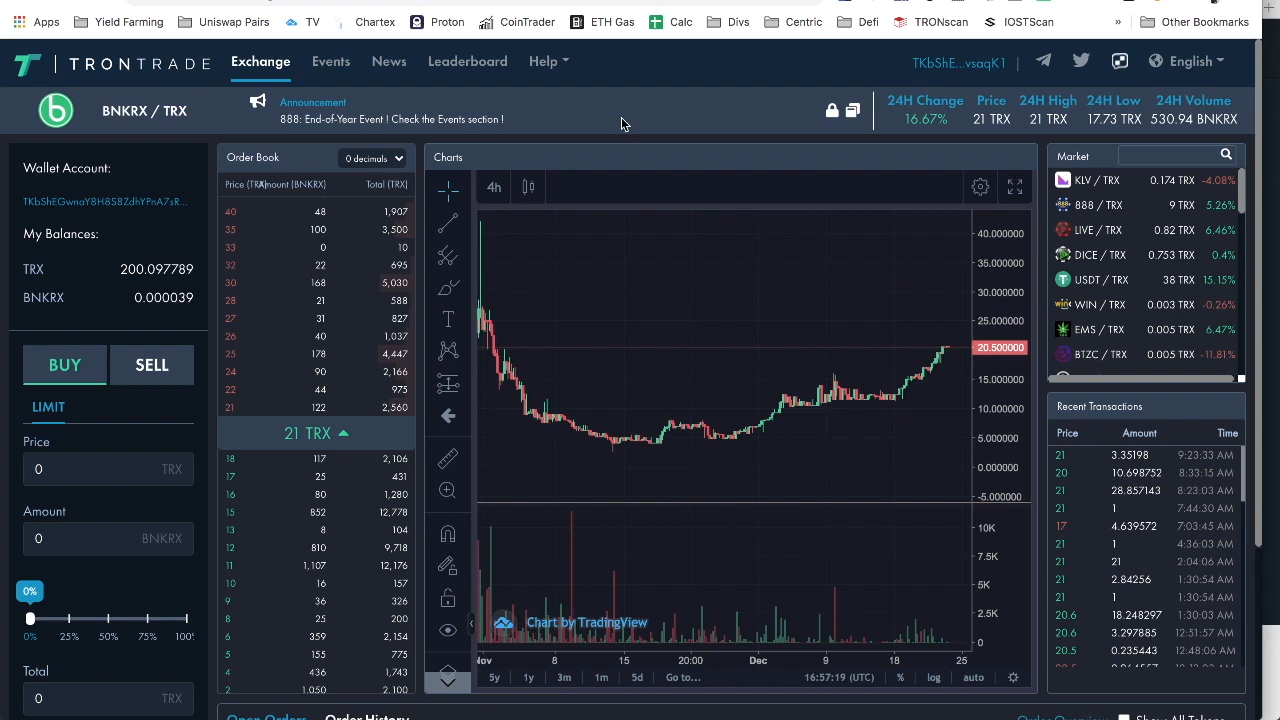 Apps Yield Farming Uniswap Pairs TV Chartex Proton CoinTrader ETH Gas Calc Divs Centric Defi TRONscan IOSTScan » Other Bookmarks
TRONTRADE Exchange Events News Leaderboard Help TKbShE...vsaqK1 | English
BNKRX / TRX
Announcement
888: End-of-Year Event ! Check the Events section !
24H Change Price 24H High 24H Low 24H Volume
16.67% 21 TRX 21 TRX 17.73 TRX 530.94 BNKRX
Wallet Account:
TKbShEGwnaY8H8S8ZdhYPnA7sR...
My Balances:
TRX 200.097789
BNKRX 0.000039
BUY SELL
LIMIT
Price
0 TRX
Amount
0 BNKRX
0%
0% 25% 50% 75% 100%
Total
0 TRX
Order Book 0 decimals
Price (TRX) Amount (BNKRX) Total (TRX)
40 48 1,907
35 100 3,500
33 0 10
32 22 695
30 168 5,030
28 21 588
27 31 827
26 40 1,037
25 178 4,447
24 90 2,166
22 44 975
21 122 2,560
21 TRX
18 117 2,106
17 25 431
16 80 1,280
15 852 12,778
13 8 104
12 810 9,718
11 1,107 12,176
10 16 157
9 36 326
8 25 200
6 359 2,154
5 155 775
4 436 1,743
2 1,050 2,100
Charts
4h
40.000000
35.000000
30.000000
25.000000
20.500000
15.000000
10.000000
5.000000
0.000000
-5.000000
10K
7.5K
5K
2.5K
0
Chart by TradingView
Nov 8 15 20:00 Dec 9 18 25
5y 1y 3m 1m 5d Go to... 16:57:19 (UTC) % log auto
Market
KLV / TRX 0.174 TRX -4.08%
888 / TRX 9 TRX 5.26%
LIVE / TRX 0.82 TRX 6.46%
DICE / TRX 0.753 TRX 0.4%
USDT / TRX 38 TRX 15.15%
WIN / TRX 0.003 TRX -0.26%
EMS / TRX 0.005 TRX 6.47%
BTZC / TRX 0.005 TRX -11.81%
Recent Transactions
Price Amount Time
21 3.35198 9:23:33 AM
20 10.698752 8:33:15 AM
21 28.857143 8:23:03 AM
21 1 7:44:30 AM
17 4.639572 7:03:45 AM
21 1 4:36:03 AM
21 21 2:04:06 AM
21 2.84256 1:30:54 AM
21 1 1:30:54 AM
20.6 18.248297 1:30:03 AM
20.6 3.297885 12:51:57 AM
20.5 0.235443 12:48:06 AM
Open Orders Order History Order Overview Show All Tokens